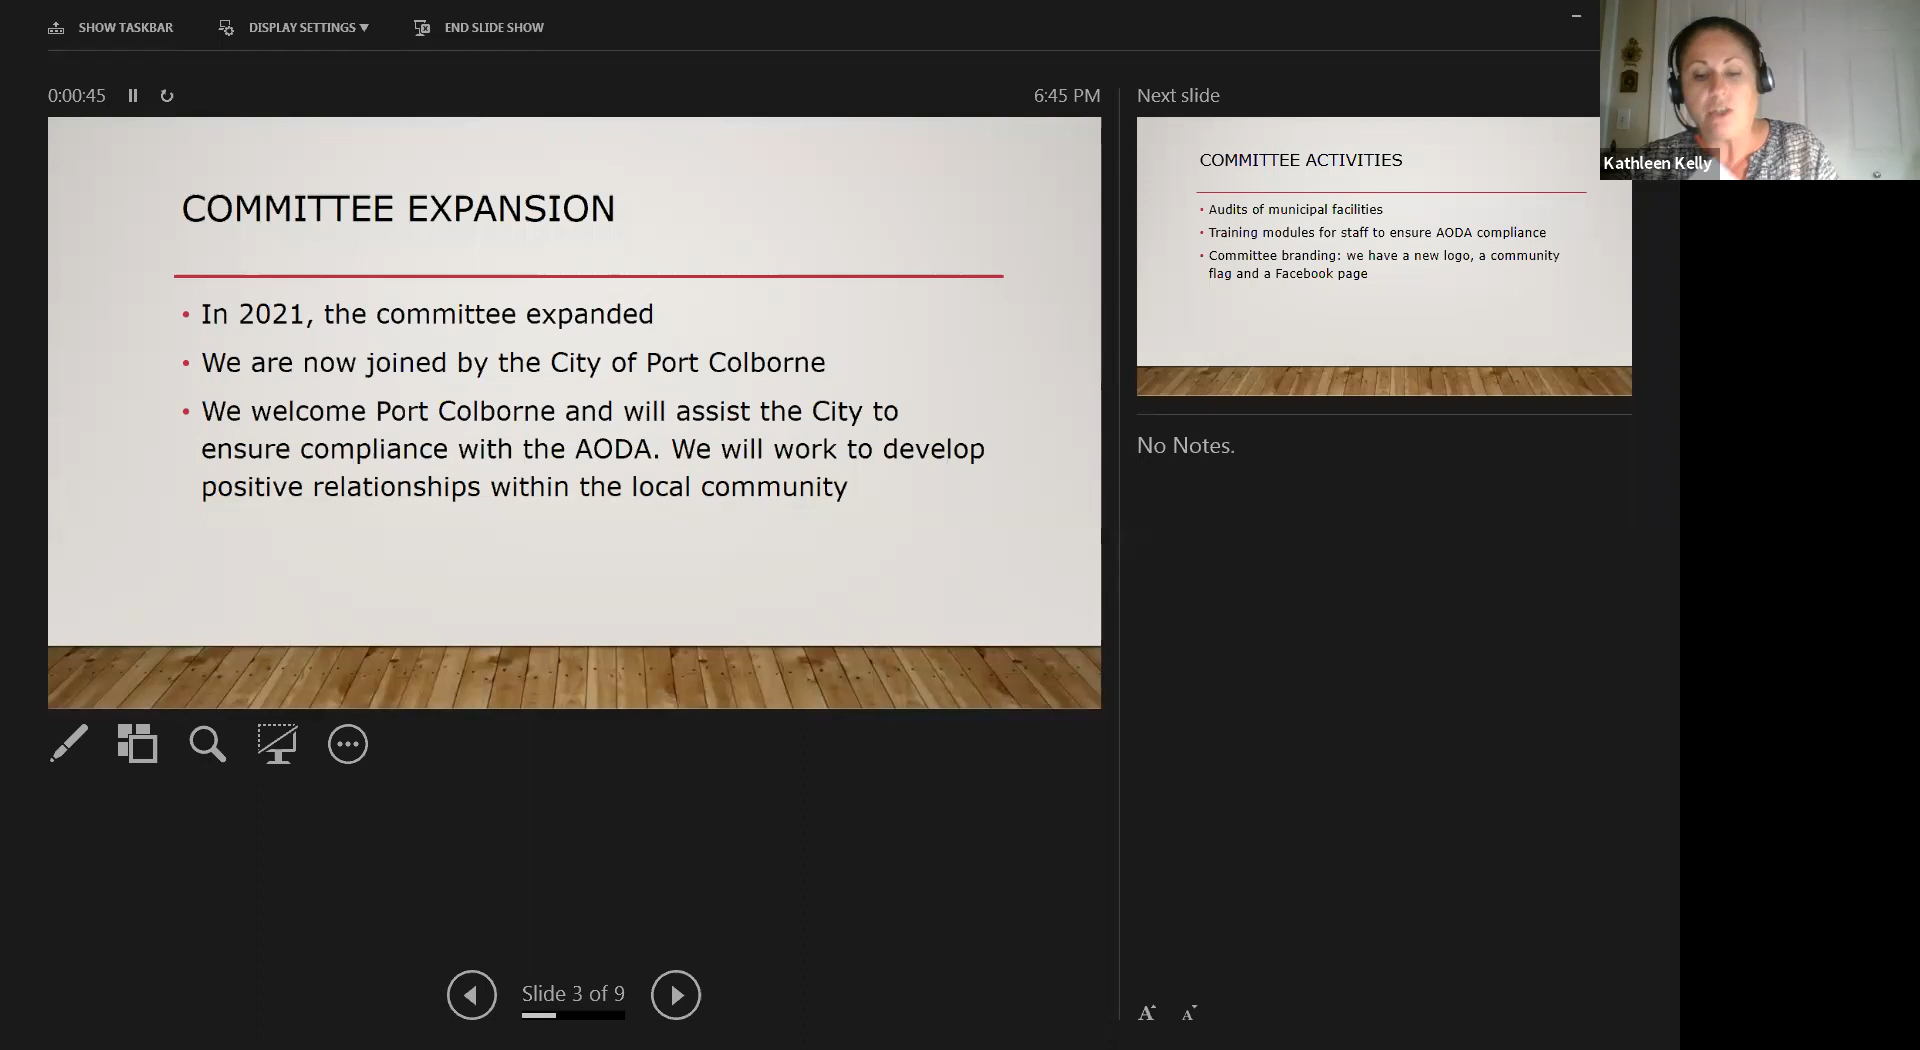 SHOW TASKBAR
DISPLAY SETTINGS ▼
END SLIDE SHOW
0:00:45
6:45 PM
COMMITTEE EXPANSION
• In 2021, the committee expanded
• We are now joined by the City of Port Colborne
• We welcome Port Colborne and will assist the City to
ensure compliance with the AODA. We will work to develop
positive relationships within the local community
Slide 3 of 9
Next slide
COMMITTEE ACTIVITIES
• Audits of municipal facilities
• Training modules for staff to ensure AODA compliance
• Committee branding: we have a new logo, a community
flag and a Facebook page
No Notes.
A A
Kathleen Kelly